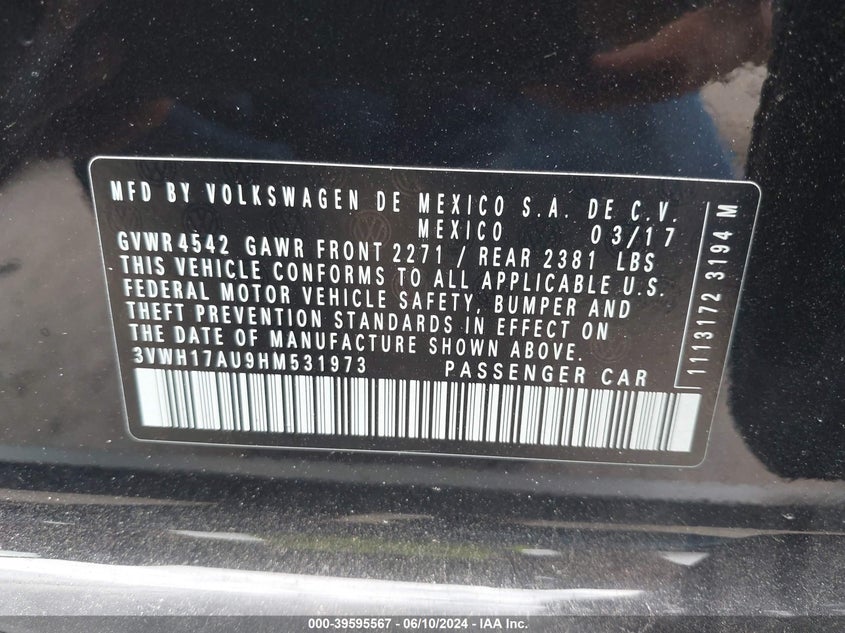 MFD BY VOLKSWAGEN DE MEXICO S.A. DE C.V.
MEXICO 03/17
GVWR 4542 GAWR FRONT 2271 / REAR 2381 LBS
THIS VEHICLE CONFORMS TO ALL APPLICABLE U.S.
FEDERAL MOTOR VEHICLE SAFETY, BUMPER AND
THEFT PREVENTION STANDARDS IN EFFECT ON
THE DATE OF MANUFACTURE SHOWN ABOVE.
3VWH17AU9HM531973 PASSENGER CAR
1113172 3194 M
000-39595567 - 06/10/2024 - IAA Inc.